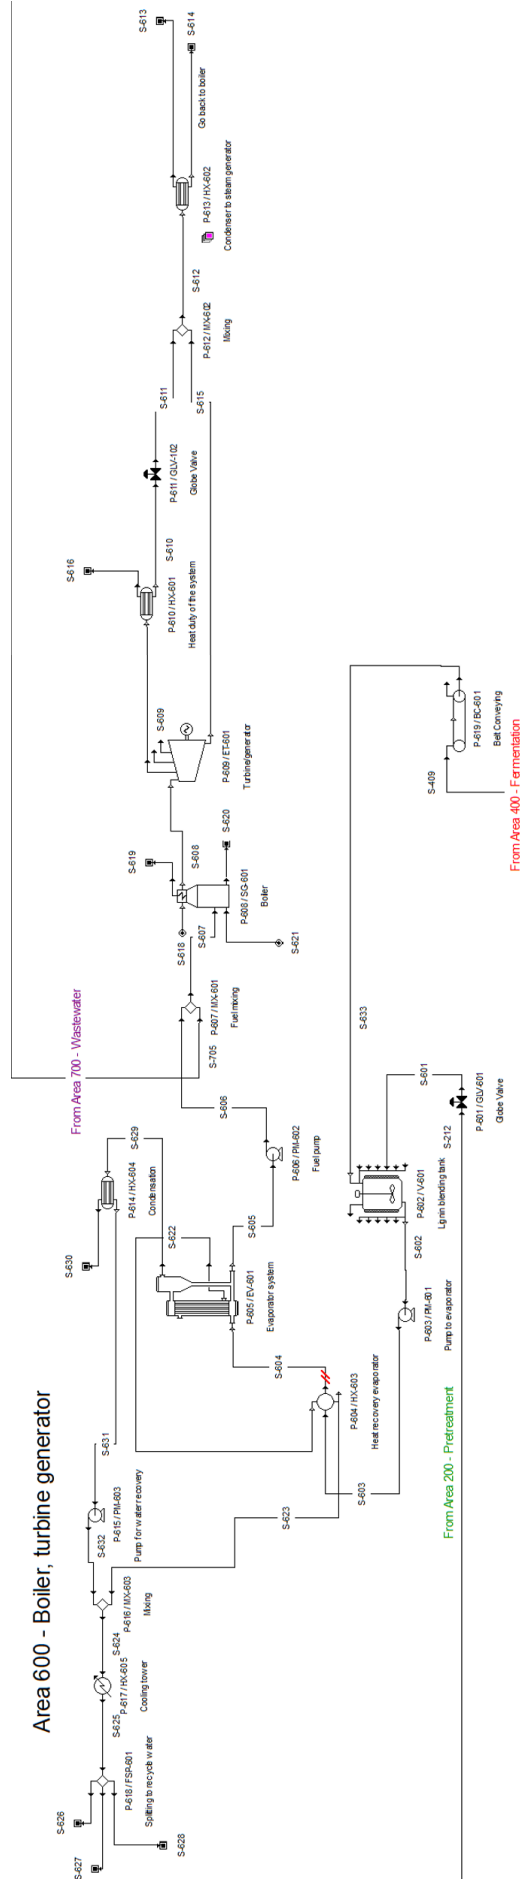 Area 600 - Boiler, turbine generator
From Area 200 - Pretreatment
From Area 700 - Wastewater
From Area 400 - Fermentation
S-627
S-626
S-628
P-618 / FSP-601
Splitting to recycle water
S-625
P-617 / HX-605
Cooling tower
S-624
P-616 / MX-603
Mixing
S-632
P-615 / PM-603
Pump for water recovery
S-631
S-623
S-630
P-614 / HX-604
Condensation
S-629
S-622
S-603
P-604 / HX-603
Heat recovery evaporator
S-604
P-605 / EV-601
Evaporator system
S-605
P-603 / PM-601
Pump to evaporator
S-602
P-602 / V-601
Lignin blending tank
S-212
P-601 / GLV-601
Globe Valve
S-601
S-633
P-606 / PM-602
Fuel pump
S-606
S-705
P-607 / MX-601
Fuel mixing
S-607
S-618
S-621
P-608 / SG-601
Boiler
S-619
S-608
S-620
P-609 / ET-601
Turbine/generator
S-609
S-409
P-619 / BC-601
Belt Conveying
S-616
P-610 / HX-601
Heat duty of the system
S-610
P-611 / GLV-102
Globe Valve
S-611
S-615
P-612 / MX-602
Mixing
S-612
P-613 / HX-602
Condenser to steam generator
Go back to boiler
S-613
S-614